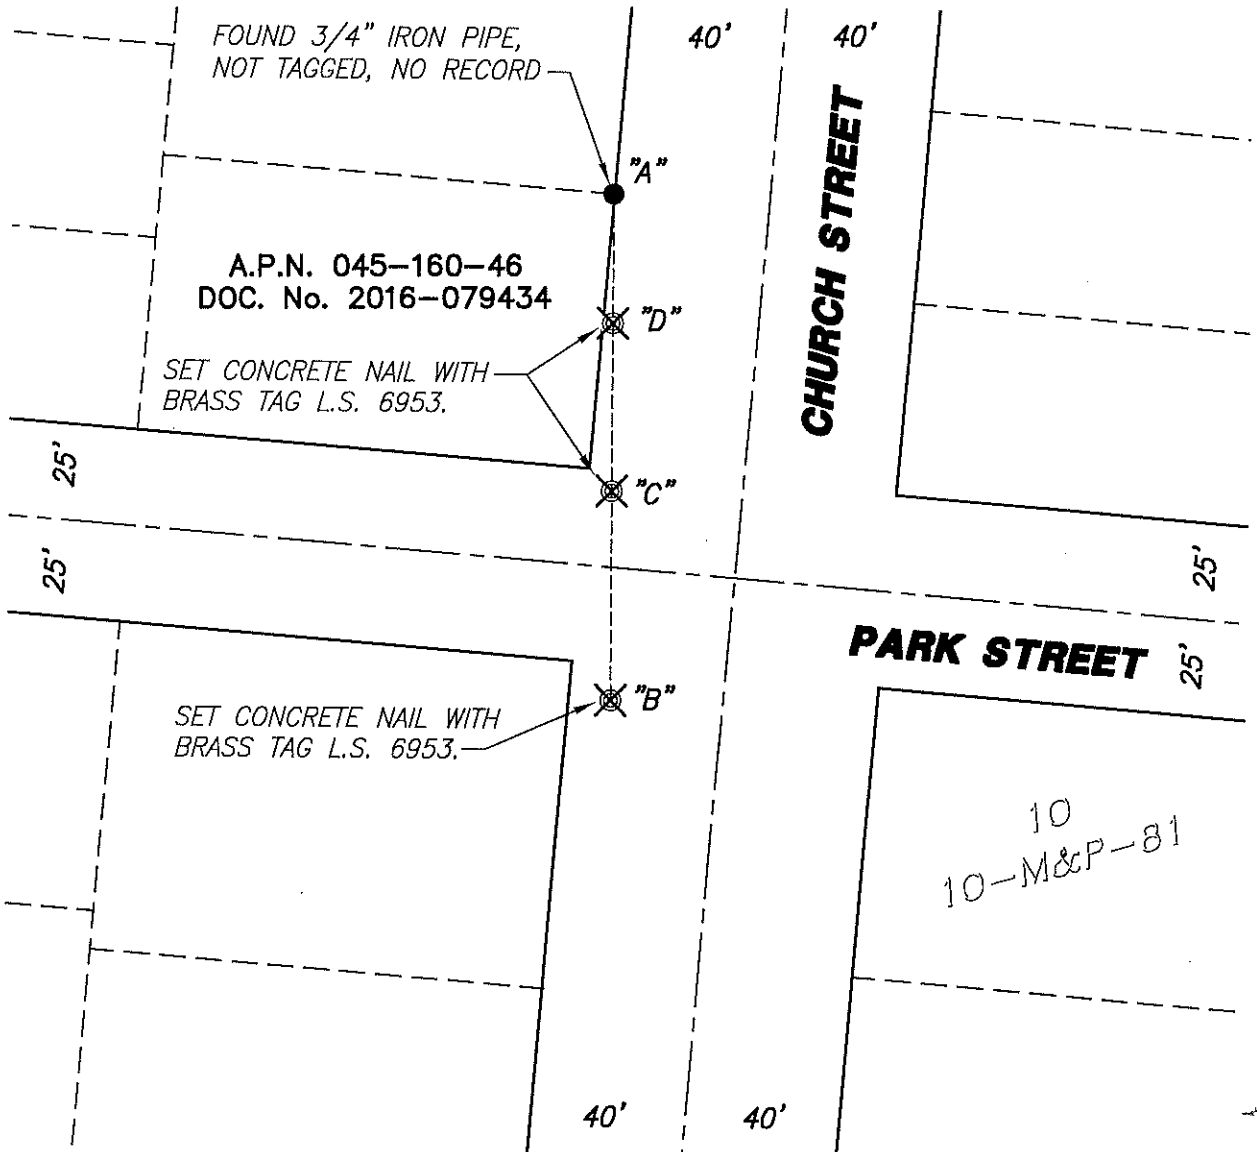 FOUND 3/4" IRON PIPE,
NOT TAGGED, NO RECORD
40'
40'
"A"
CHURCH STREET
A.P.N. 045-160-46
DOC. No. 2016-079434
"D"
SET CONCRETE NAIL WITH
BRASS TAG L.S. 6953.
25'
"C"
25'
25'
PARK STREET
25'
"B"
SET CONCRETE NAIL WITH
BRASS TAG L.S. 6953.
10
10-M&P-81
40'
40'